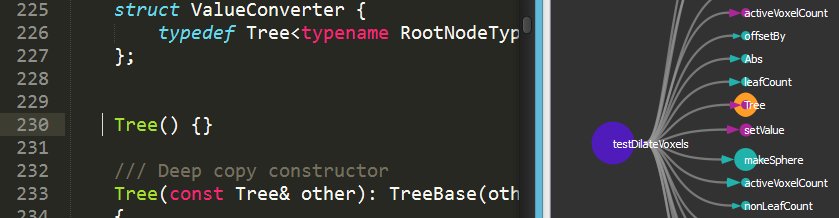 225 struct ValueConverter {
226 typedef Tree<typename RootNodeTyp
227 };
228
229
230 Tree() {}
231
232 /// Deep copy constructor
233 Tree(const Tree& other): TreeBase(oth
234 {
activeVoxelCount
offsetBy
Abs
leafCount
Tree
setValue
testDilateVoxels
makeSphere
activeVoxelCount
nonLeafCount